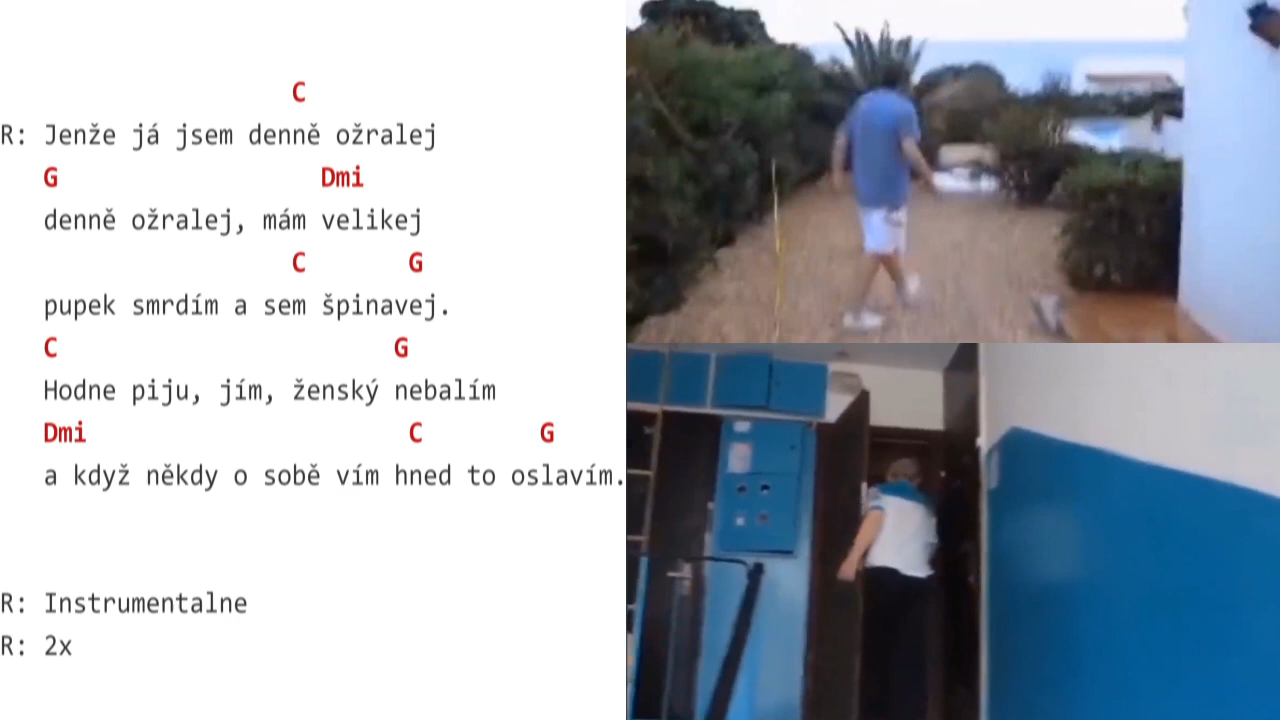 C
R: Jenže já jsem denně ožralej
G Dmi
denně ožralej, mám velikej
C G
pupek smrdím a sem špinavej.
C G
Hodne piju, jím, ženský nebalím
Dmi C G
a když někdy o sobě vím hned to oslavím.
R: Instrumentalne
R: 2x